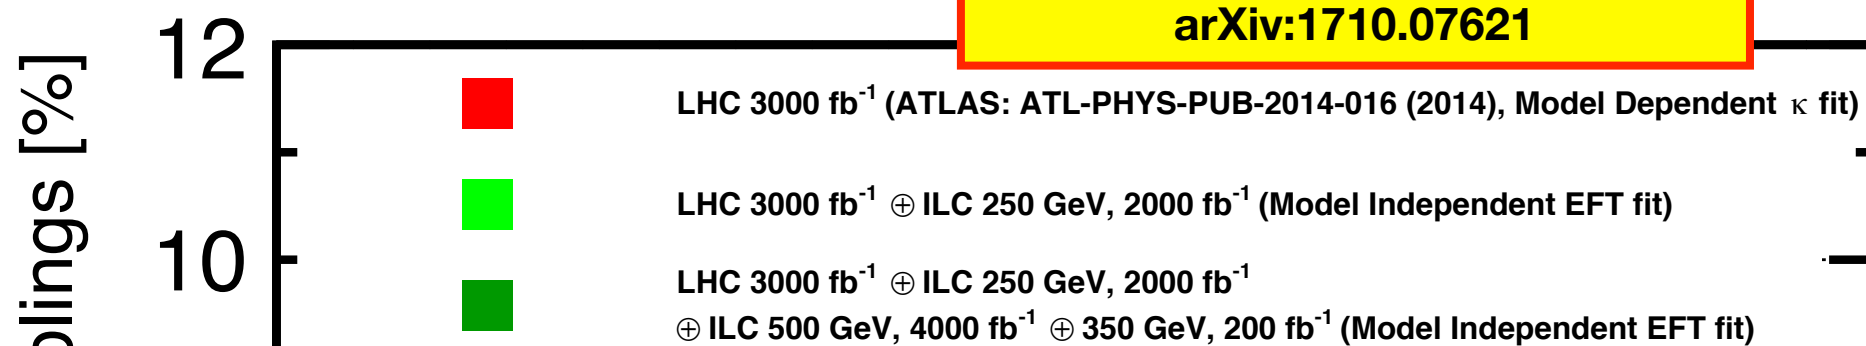 arXiv:1710.07621
12
LHC 3000 fb⁻¹ (ATLAS: ATL-PHYS-PUB-2014-016 (2014), Model Dependent κ fit)
LHC 3000 fb⁻¹ ⊕ ILC 250 GeV, 2000 fb⁻¹ (Model Independent EFT fit)
10
LHC 3000 fb⁻¹ ⊕ ILC 250 GeV, 2000 fb⁻¹
⊕ ILC 500 GeV, 4000 fb⁻¹ ⊕ 350 GeV, 200 fb⁻¹ (Model Independent EFT fit)
plings [%]